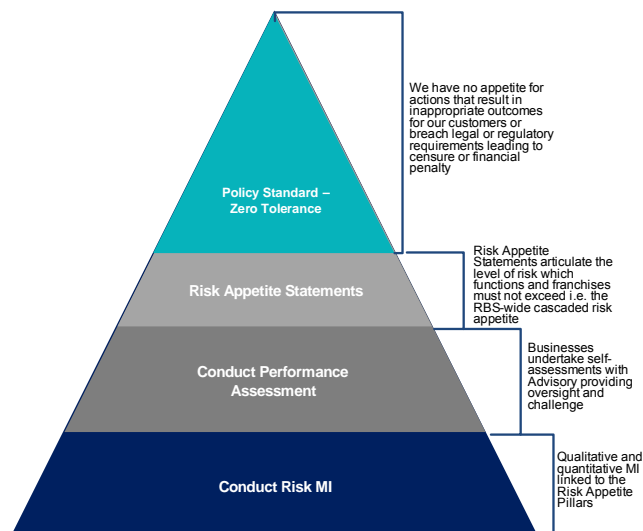 We have no appetite for
actions that result in
inappropriate outcomes
for our customers or
breach legal or regulatory
requirements leading to
censure or financial
penalty
Policy Standard –
Zero Tolerance
Risk Appetite
Statements articulate the
level of risk which
functions and franchises
must not exceed i.e. the
RBS-wide cascaded risk
appetite
Risk Appetite Statements
Businesses
undertake self-
assessments with
Advisory providing
oversight and
challenge
Conduct Performance
Assessment
Qualitative and
quantitative MI
linked to the
Risk Appetite
Pillars
Conduct Risk MI